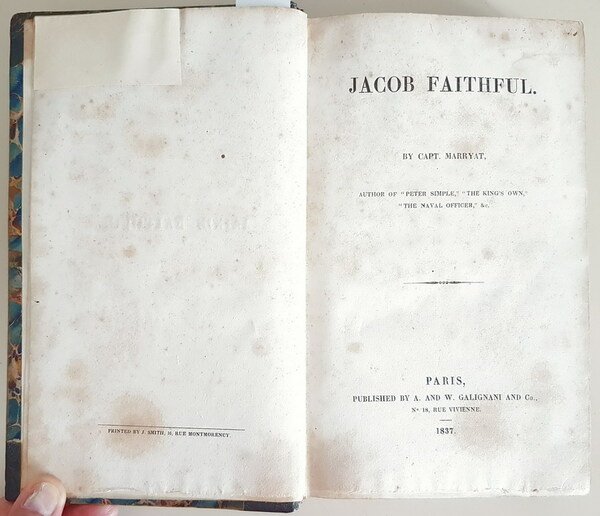 PRINTED BY J. SMITH, 16, RUE MONTMORENCY.
JACOB FAITHFUL.
BY CAPT. MARRYAT,
AUTHOR OF "PETER SIMPLE," "THE KING'S OWN,"
"THE NAVAL OFFICER," &c.
PARIS,
PUBLISHED BY A. AND W. GALIGNANI AND Co.,
No 18, RUE VIVIENNE.
1837.